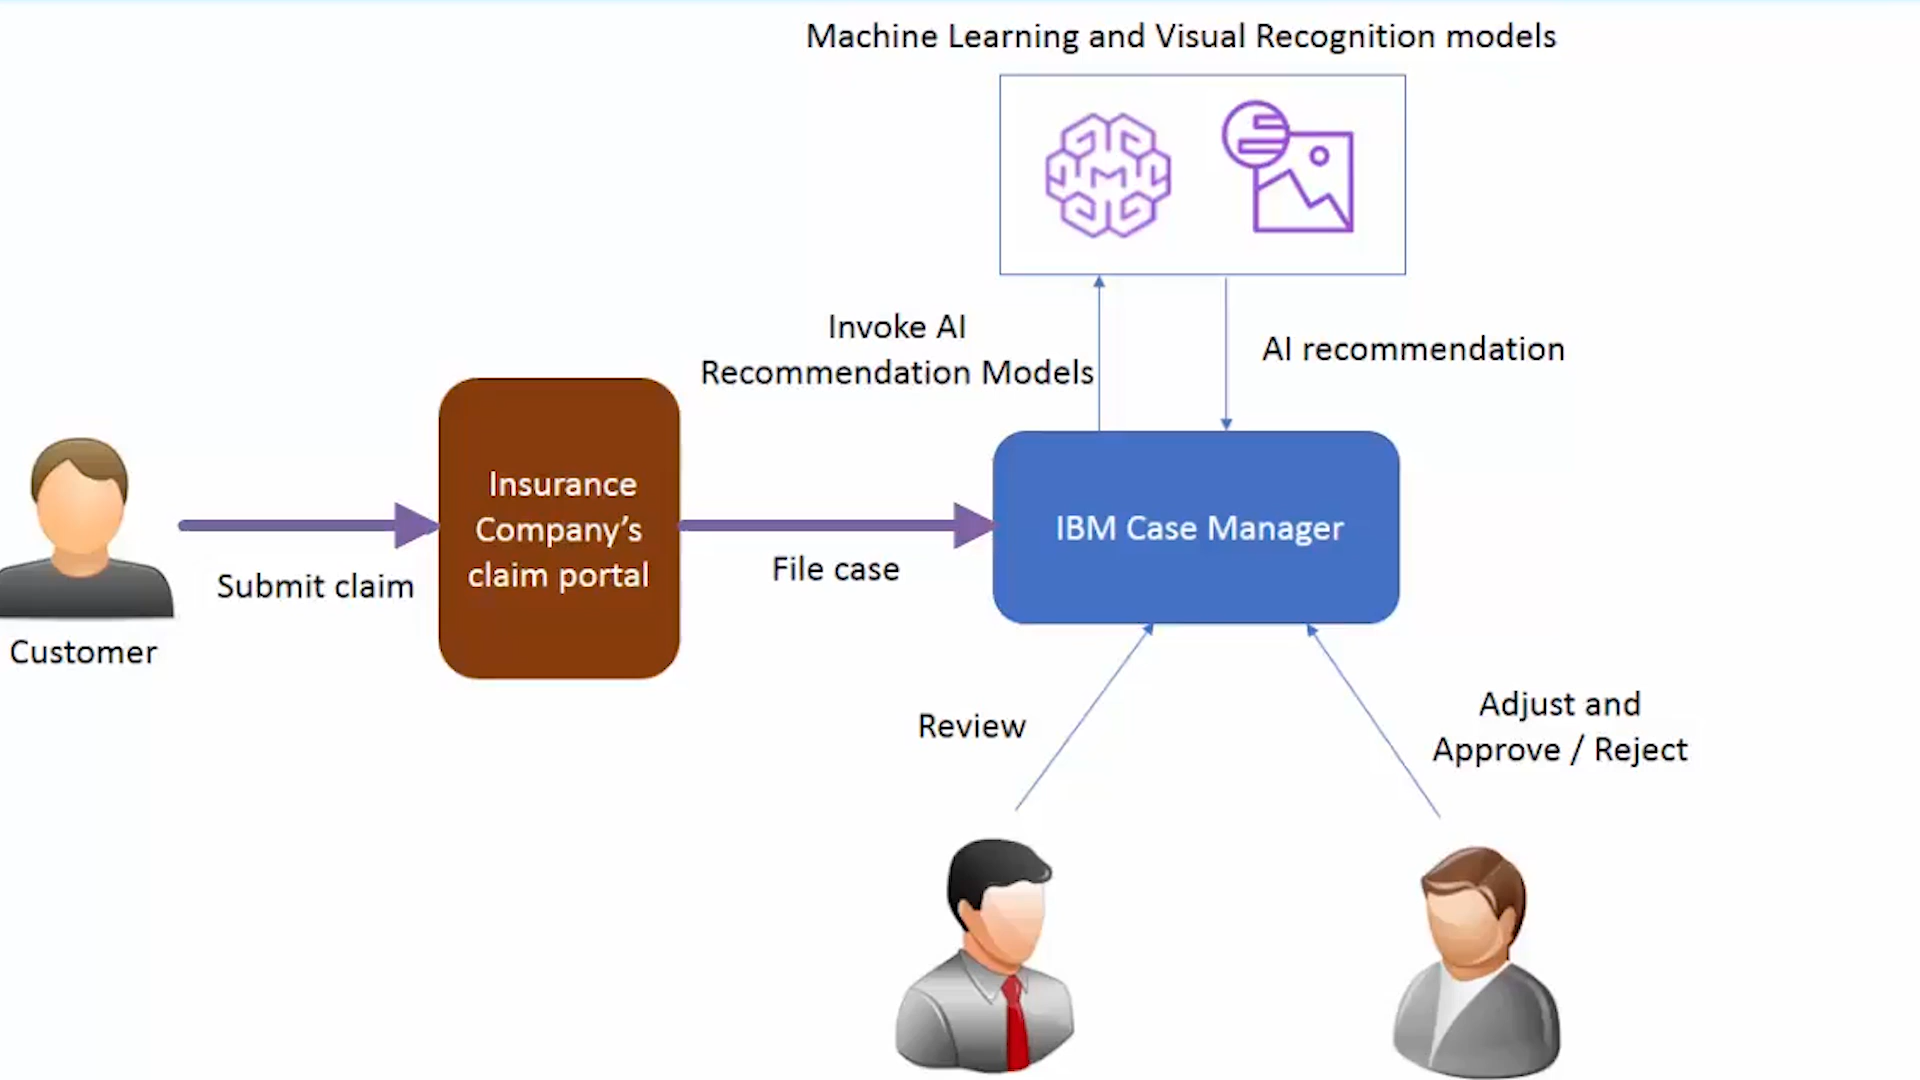 Machine Learning and Visual Recognition models
Invoke AI
Recommendation Models
AI recommendation
Insurance
Company's
claim portal
IBM Case Manager
Submit claim
File case
Customer
Review
Adjust and
Approve / Reject